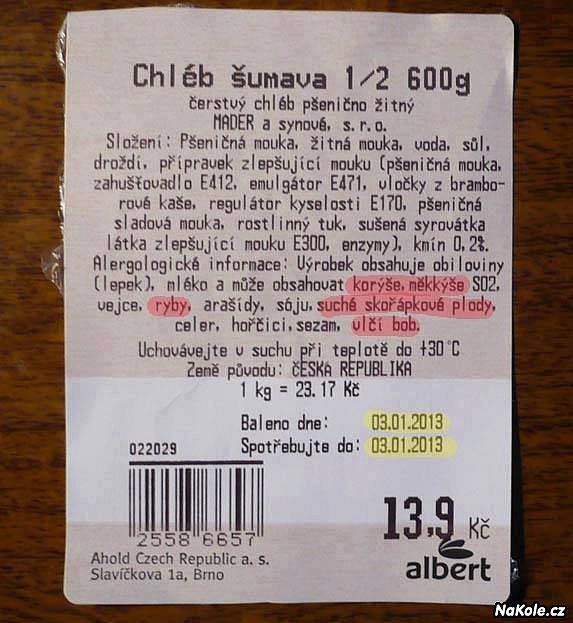 Chléb šumava 1/2 600g
čerstvý chléb pšenično žitný
MADER a synové, s.r.o.
Složení: Pšeničná mouka, žitná mouka, voda, sůl,
droždí, přípravek zlepšující mouku (pšeničná mouka,
zahušťovadlo E412, emulgátor E471, vločky z brambo-
rové kaše, regulátor kyselosti E170, pšeničná
sladová mouka, rostlinný tuk, sušená syrovátka
látka zlepšující mouku E300, enzymy), kmín 0,2%.
Alergologické informace: Výrobek obsahuje obiloviny
(lepek), mléko a může obsahovat korýše, měkkýše SO2,
vejce, ryby, arašídy, sóju, suché skořápkové plody,
celer, hořčici, sezam, vlčí bob.
Uchovávejte v suchu při teplotě do +30°C
Země původu: ČESKA REPUBLIKA
1 kg = 23.17 Kč
Baleno dne: 03.01.2013
022029 Spotřebujte do: 03.01.2013
2558 6657
13,9 Kč
Ahold Czech Republic a. s.
Slavíčkova 1a, Brno
albert
NaKole.cz